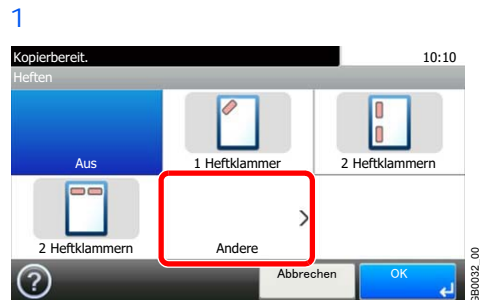 1
Kopierbereit. 10:10
Heften
Aus 1 Heftklammer 2 Heftklammern
2 Heftklammern Andere >
? Abbrechen OK
GB0032_00